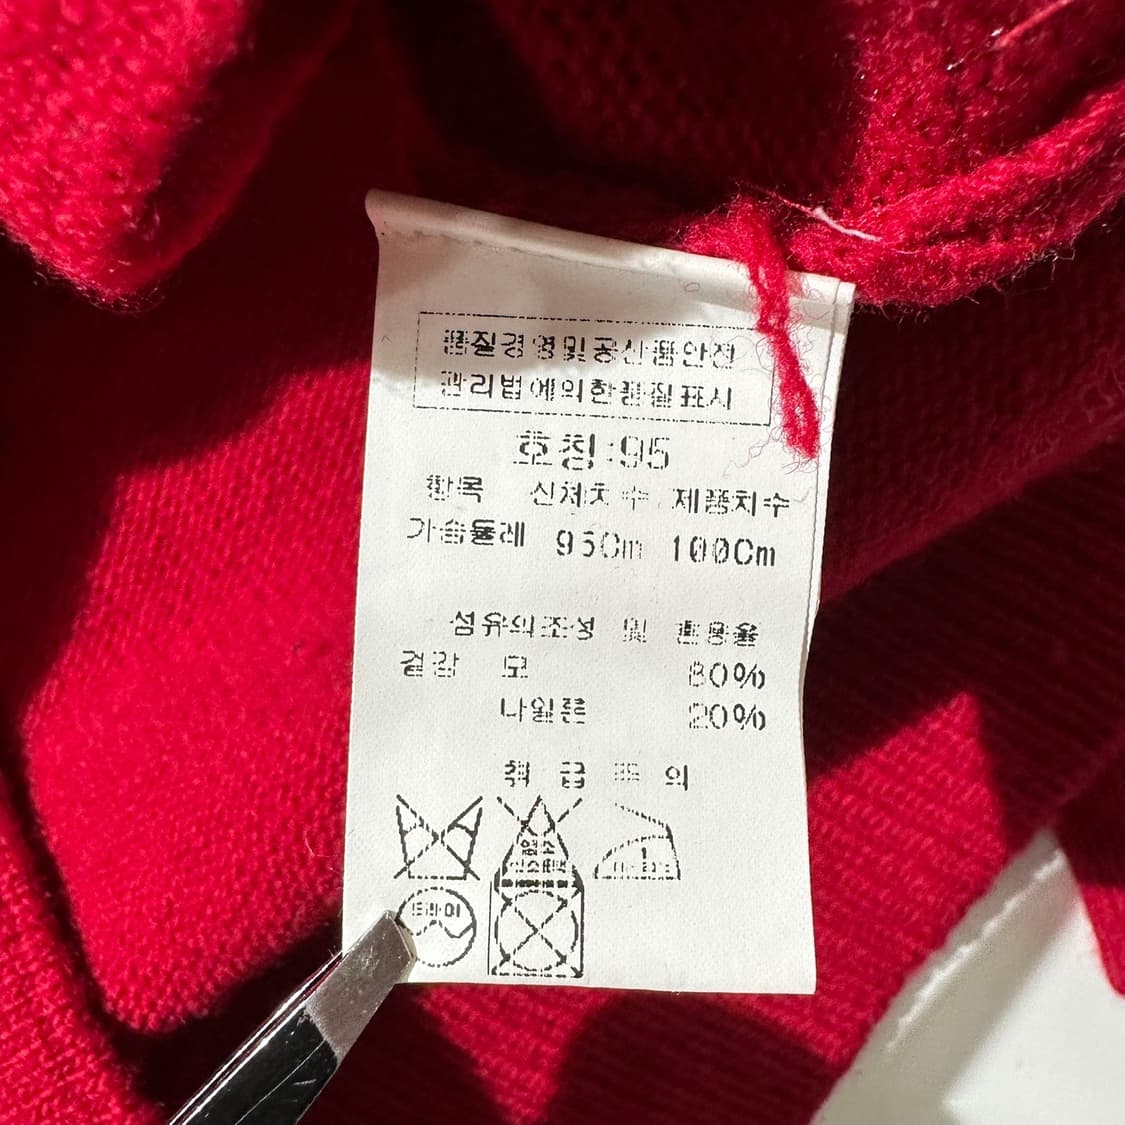 품질경영및공산품안전
관리법에의한품질표시
호칭:95
항목 신체치수 제품치수
가슴둘레 95Cm 100Cm
섬유의조성 및 혼용율
겉감 모 80%
나일론 20%
취급주의
드라이